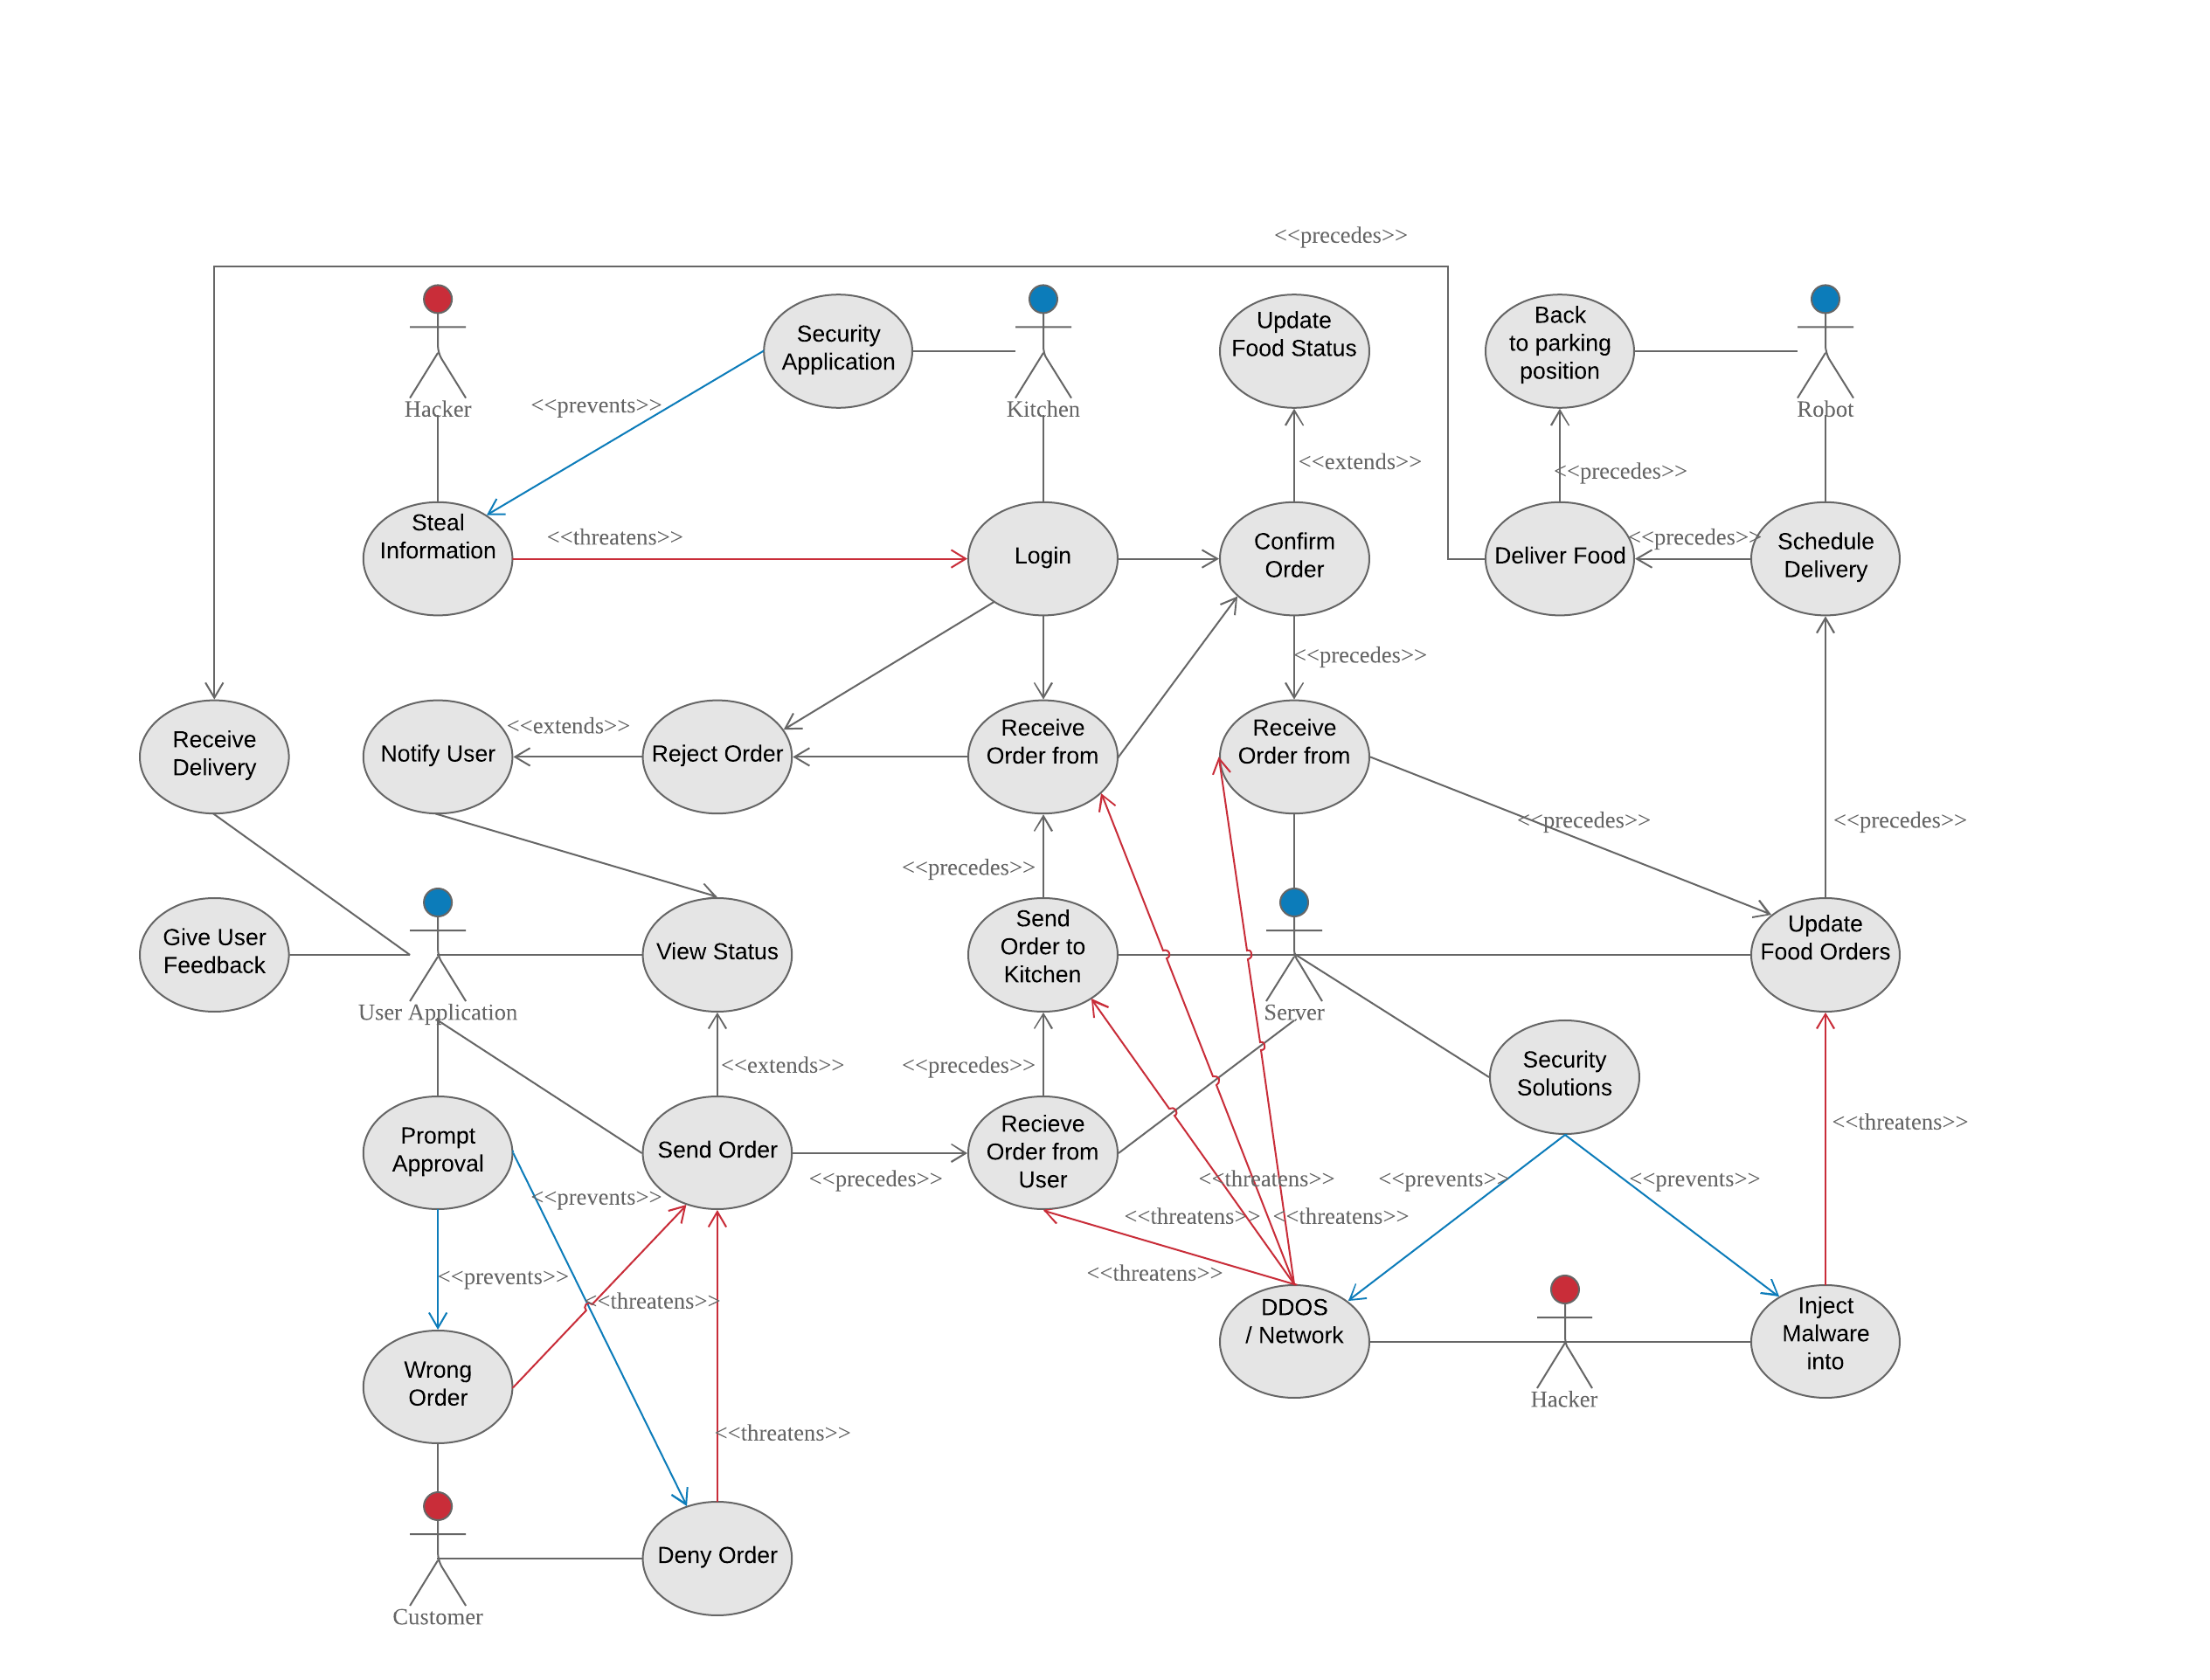 <<precedes>>
Security
Application
Update
Food Status
Back
to parking
position
Hacker
<<prevents>>
Kitchen
Robot
<<extends>>
<<precedes>>
Steal
Information
<<threatens>>
Login
Confirm
Order
Deliver Food
<<precedes>>
Schedule
Delivery
<<precedes>>
Receive
Delivery
Notify User
<<extends>>
Reject Order
Receive
Order from
Receive
Order from
<<precedes>>
<<precedes>>
<<precedes>>
Give User
Feedback
View Status
Send
Order to
Kitchen
Update
Food Orders
User Application
Server
<<extends>>
<<precedes>>
Security
Solutions
<<threatens>>
Prompt
Approval
Send Order
Recieve
Order from
User
<<prevents>>
<<precedes>>
<<threatens>>
<<prevents>>
<<prevents>>
<<threatens>>
<<threatens>>
<<prevents>>
<<threatens>>
<<threatens>>
DDOS
/ Network
Inject
Malware
into
Wrong
Order
Hacker
<<threatens>>
Deny Order
Customer